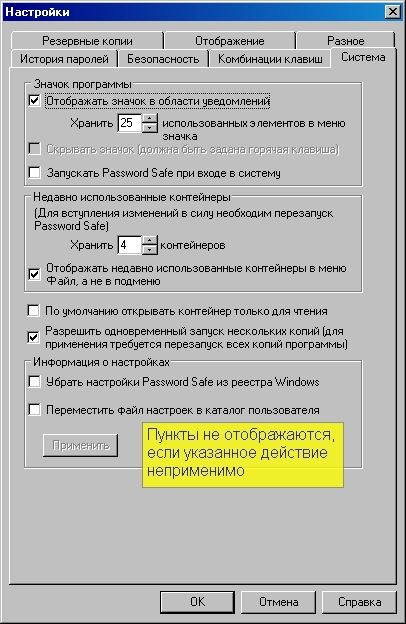 Настройки
Резервные копии Отображение Разное
История паролей Безопасность Комбинации клавиш Система
Значок программы
Отображать значок в области уведомлений
Хранить 25 использованных элементов в меню
значка
Скрывать значок (должна быть задана горячая клавиша)
Запускать Password Safe при входе в систему
Недавно использованные контейнеры
(Для вступления изменений в силу необходим перезапуск
Password Safe)
Хранить 4 контейнеров
Отображать недавно использованные контейнеры в меню
Файл, а не в подменю
По умолчанию открывать контейнер только для чтения
Разрешить одновременный запуск нескольких копий (для
применения требуется перезапуск всех копий программы)
Информация о настройках
Убрать настройки Password Safe из реестра Windows
Переместить файл настроек в каталог пользователя
Применить
Пункты не отображаются,
если указанное действие
неприменимо
OK Отмена Справка